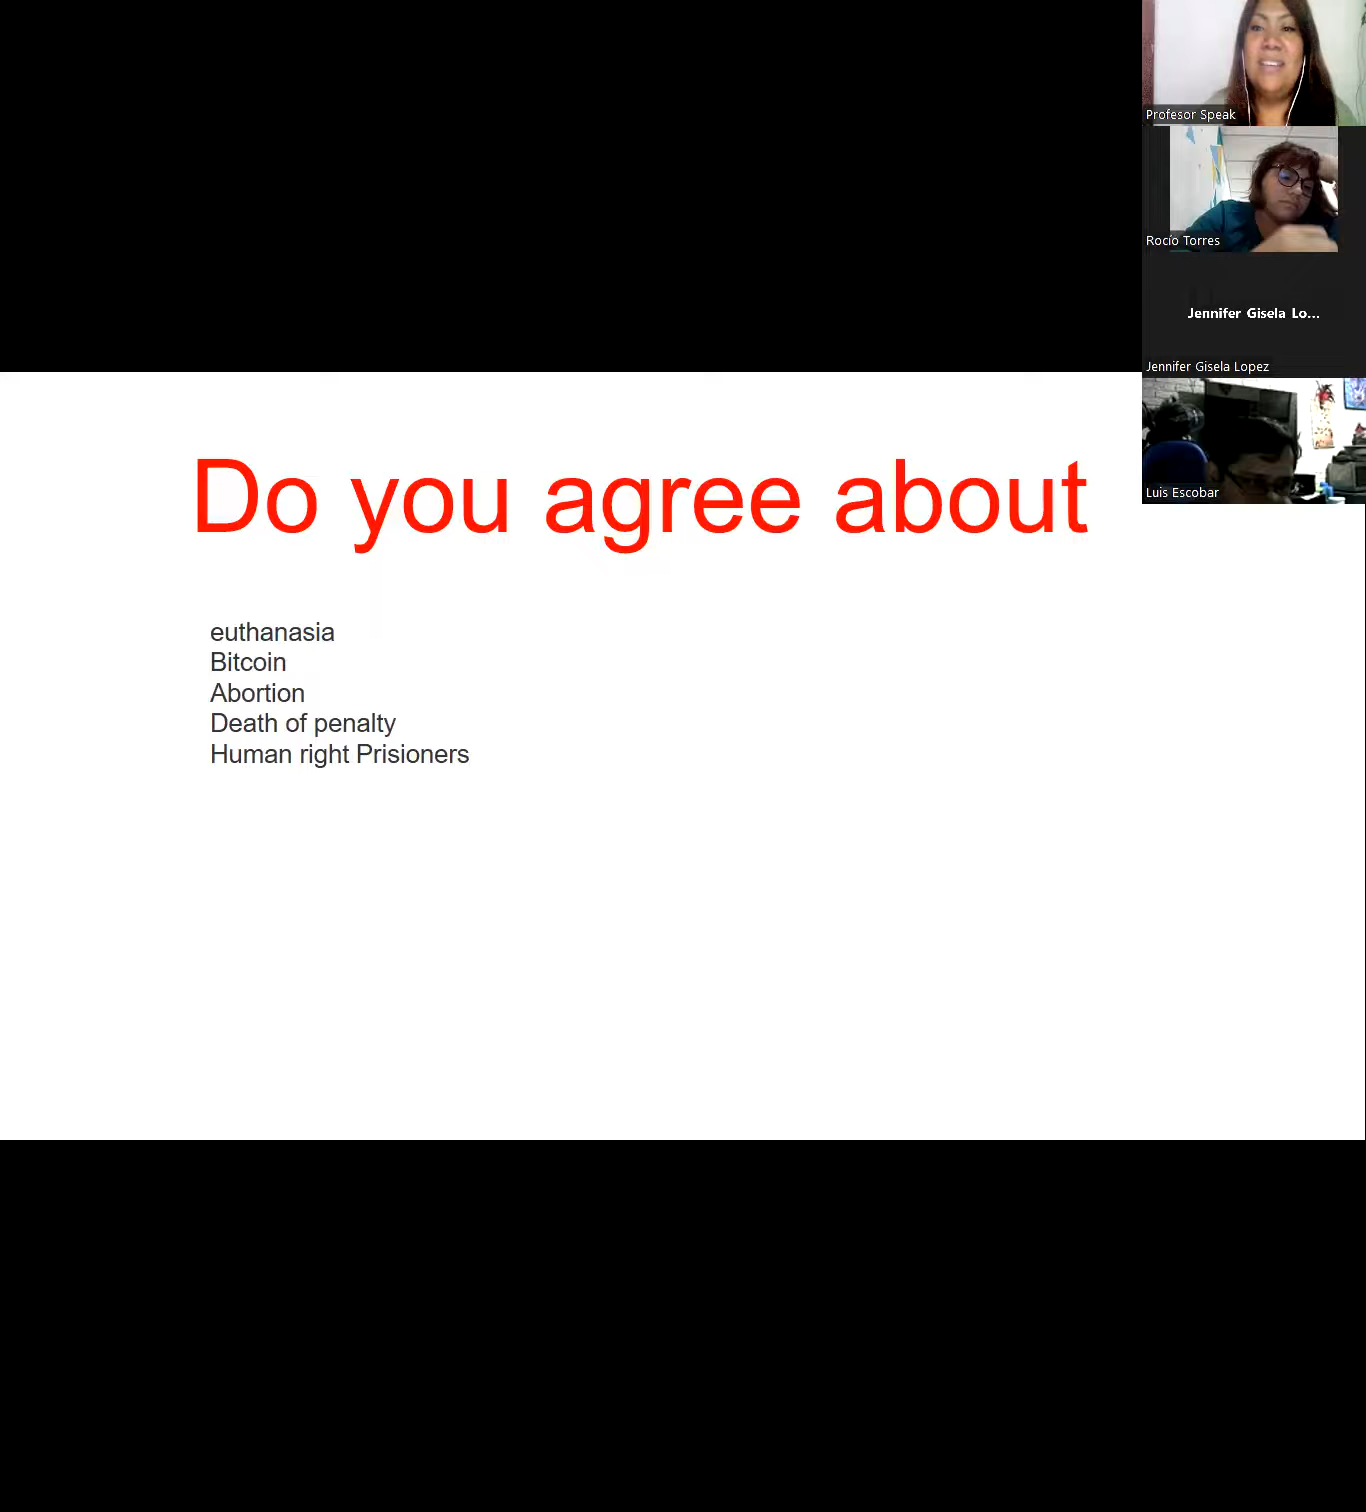 Profesor Speak
Rocío Torres
Jennifer Gisela Lo...
Jennifer Gisela Lopez
Luis Escobar
Do you agree about
euthanasia
Bitcoin
Abortion
Death of penalty
Human right Prisioners